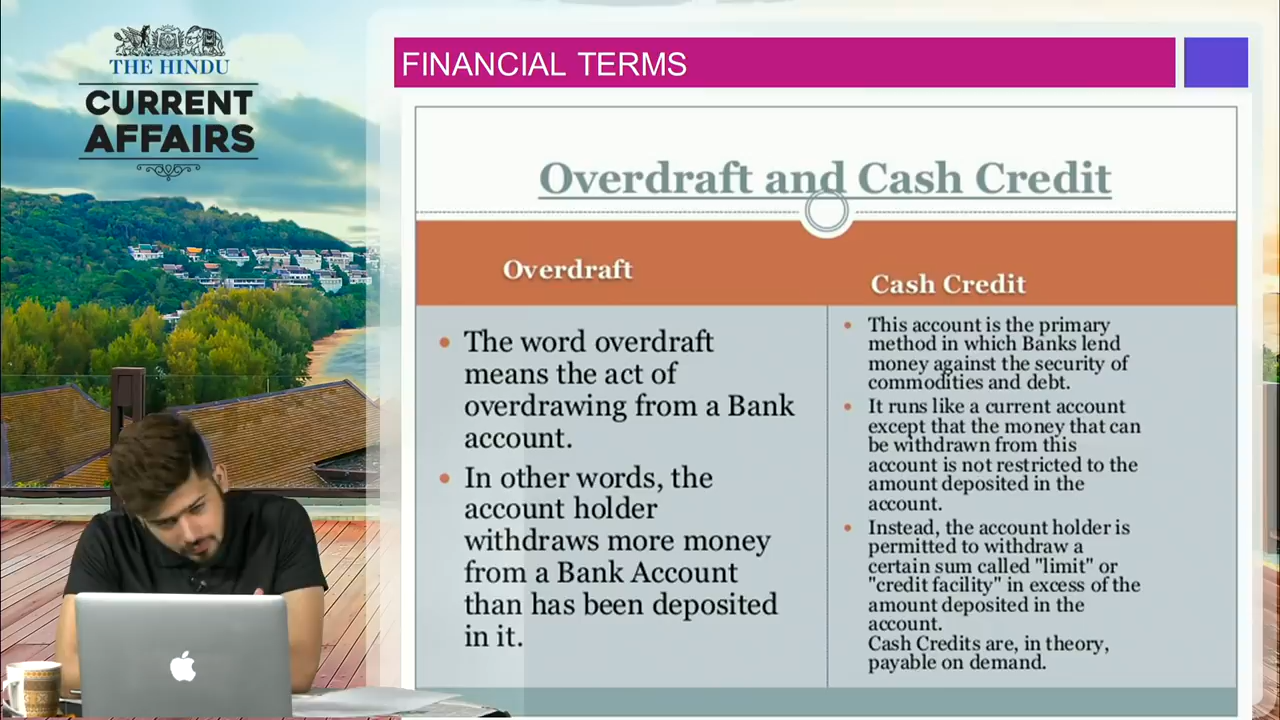 THE HINDU
CURRENT
AFFAIRS
FINANCIAL TERMS
Overdraft and Cash Credit
Overdraft
The word overdraft
means the act of
overdrawing from a Bank
account.
In other words, the
account holder
withdraws more money
from a Bank Account
than has been deposited
in it.
Cash Credit
This account is the primary
method in which Banks lend
money against the security of
commodities and debt.
It runs like a current account
except that the money that can
be withdrawn from this
account is not restricted to the
amount deposited in the
account.
Instead, the account holder is
permitted to withdraw a
certain sum called "limit" or
"credit facility" in excess of the
amount deposited in the
account.
Cash Credits are, in theory,
payable on demand.